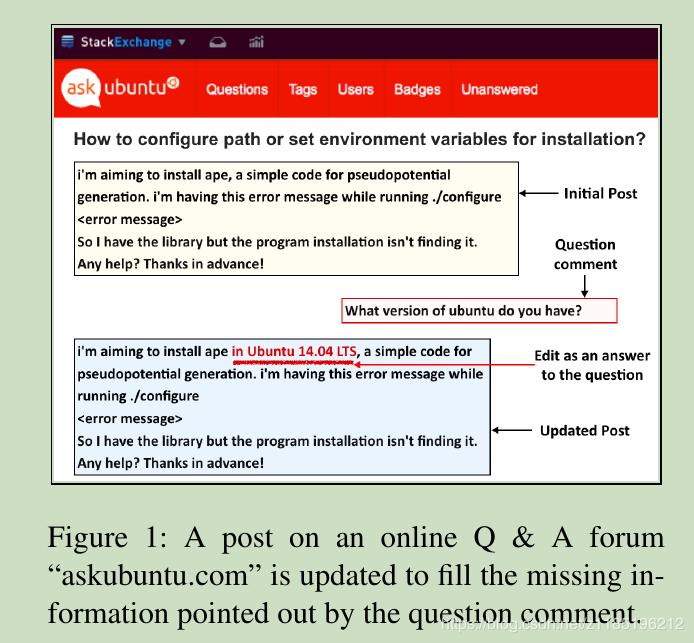 StackExchange
ask ubuntu
Questions Tags Users Badges Unanswered
How to configure path or set environment variables for installation?
i'm aiming to install ape, a simple code for pseudopotential
generation. i'm having this error message while running ./configure
<error message>
So I have the library but the program installation isn't finding it.
Any help? Thanks in advance!
Initial Post
Question
comment
What version of ubuntu do you have?
i'm aiming to install ape in Ubuntu 14.04 LTS, a simple code for
pseudopotential generation. i'm having this error message while
running ./configure
<error message>
So I have the library but the program installation isn't finding it.
Any help? Thanks in advance!
Edit as an answer
to the question
Updated Post
Figure 1: A post on an online Q & A forum
“askubuntu.com” is updated to fill the missing in-
formation pointed out by the question comment.